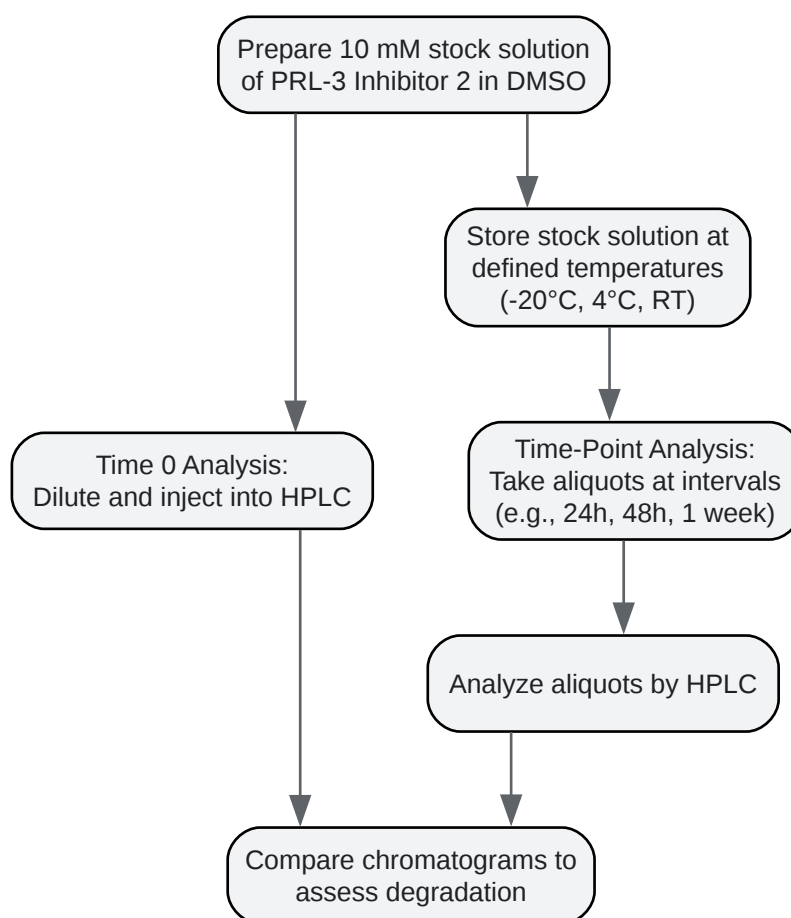 Prepare 10 mM stock solution
of PRL-3 Inhibitor 2 in DMSO
Store stock solution at
defined temperatures
(-20°C, 4°C, RT)
Time 0 Analysis:
Dilute and inject into HPLC
Time-Point Analysis:
Take aliquots at intervals
(e.g., 24h, 48h, 1 week)
Analyze aliquots by HPLC
Compare chromatograms to
assess degradation